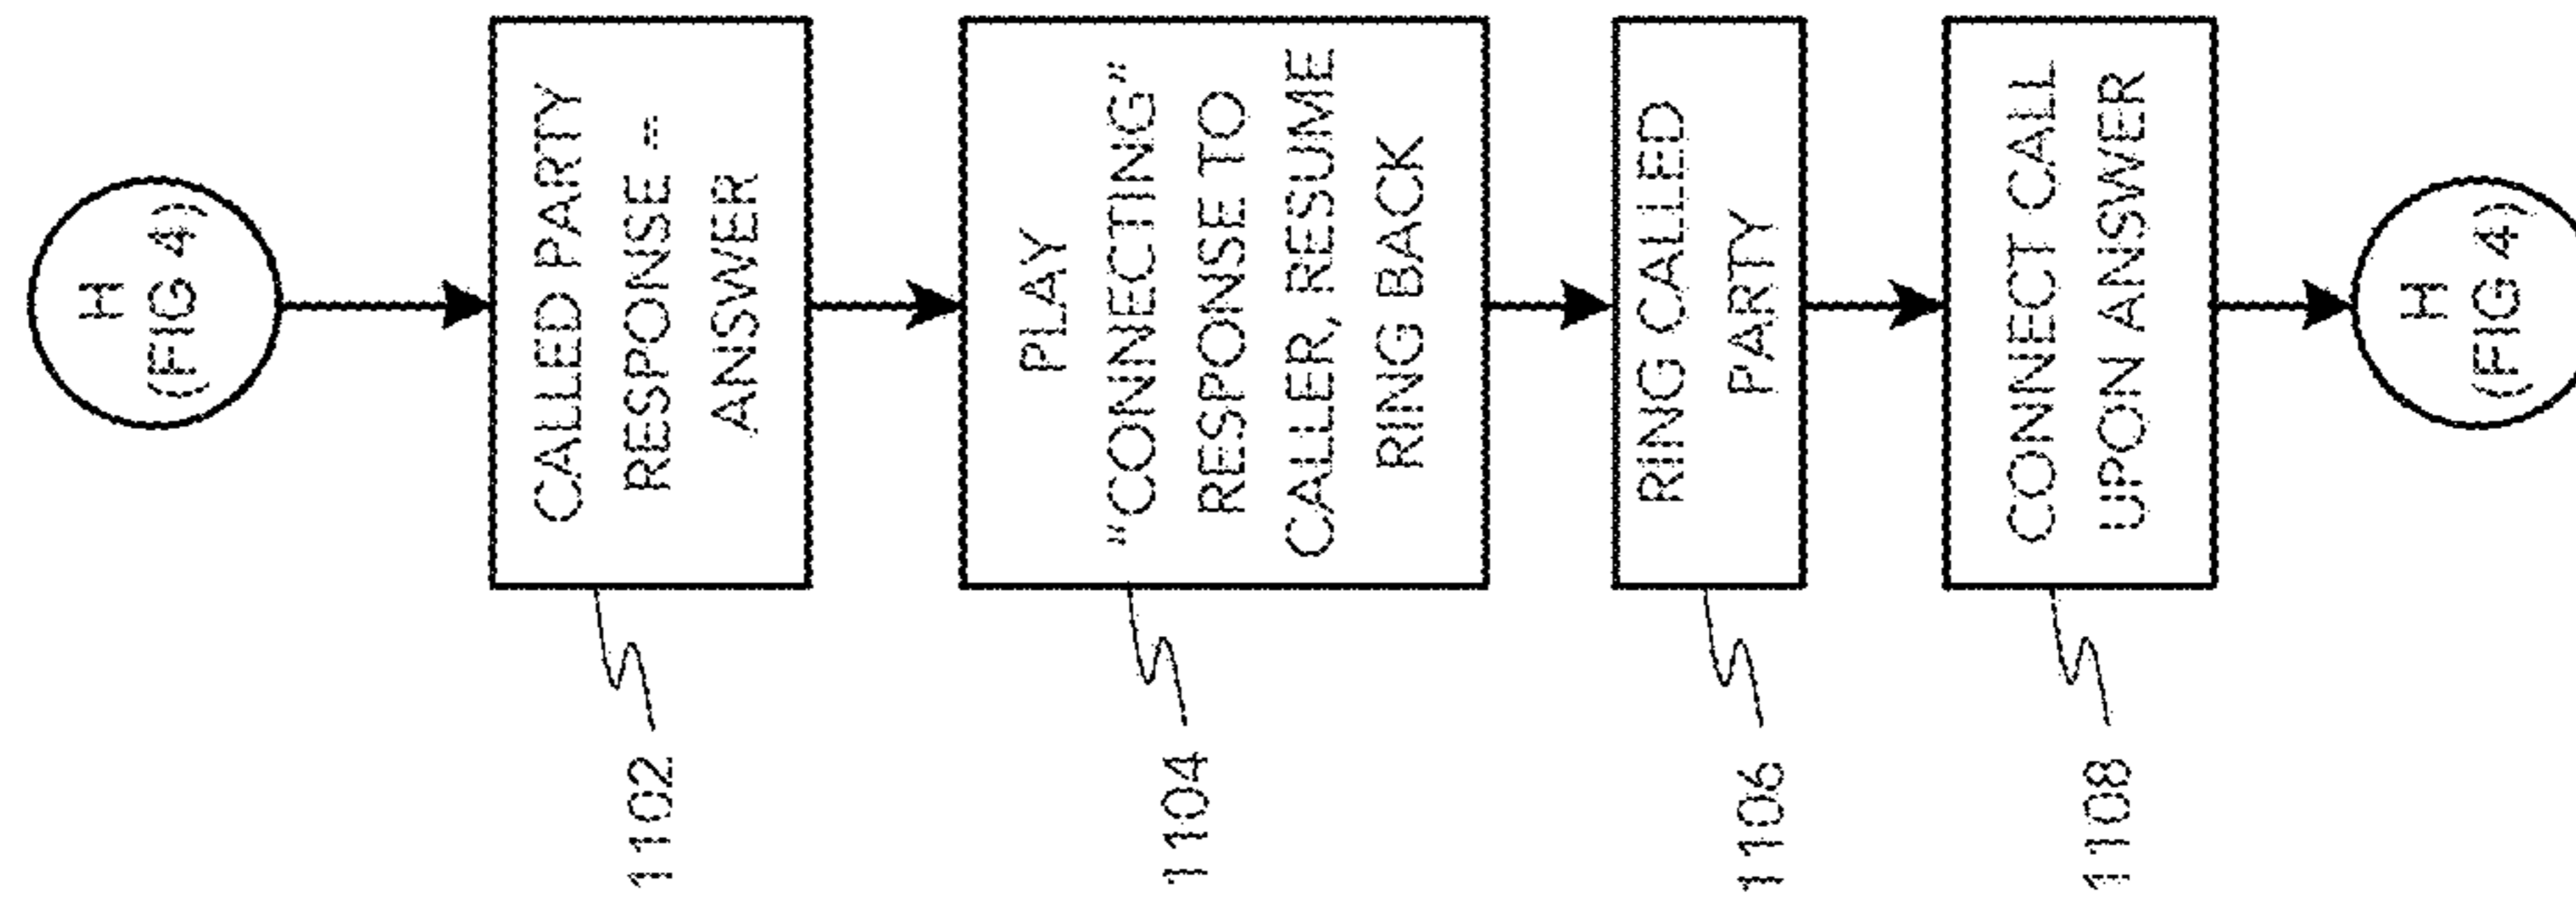 H
(FIG 4)
CALLED PARTY
RESPONSE =
ANSWER
1102
PLAY
"CONNECTING"
RESPONSE TO
CALLER, RESUME
RING BACK
1104
RING CALLED
PARTY
1106
CONNECT CALL
UPON ANSWER
1108
H
(FIG 4)